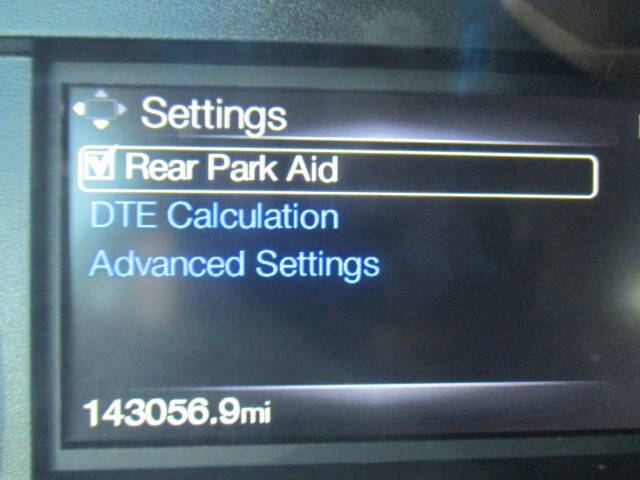 Settings
Rear Park Aid
DTE Calculation
Advanced Settings
143056.9mi